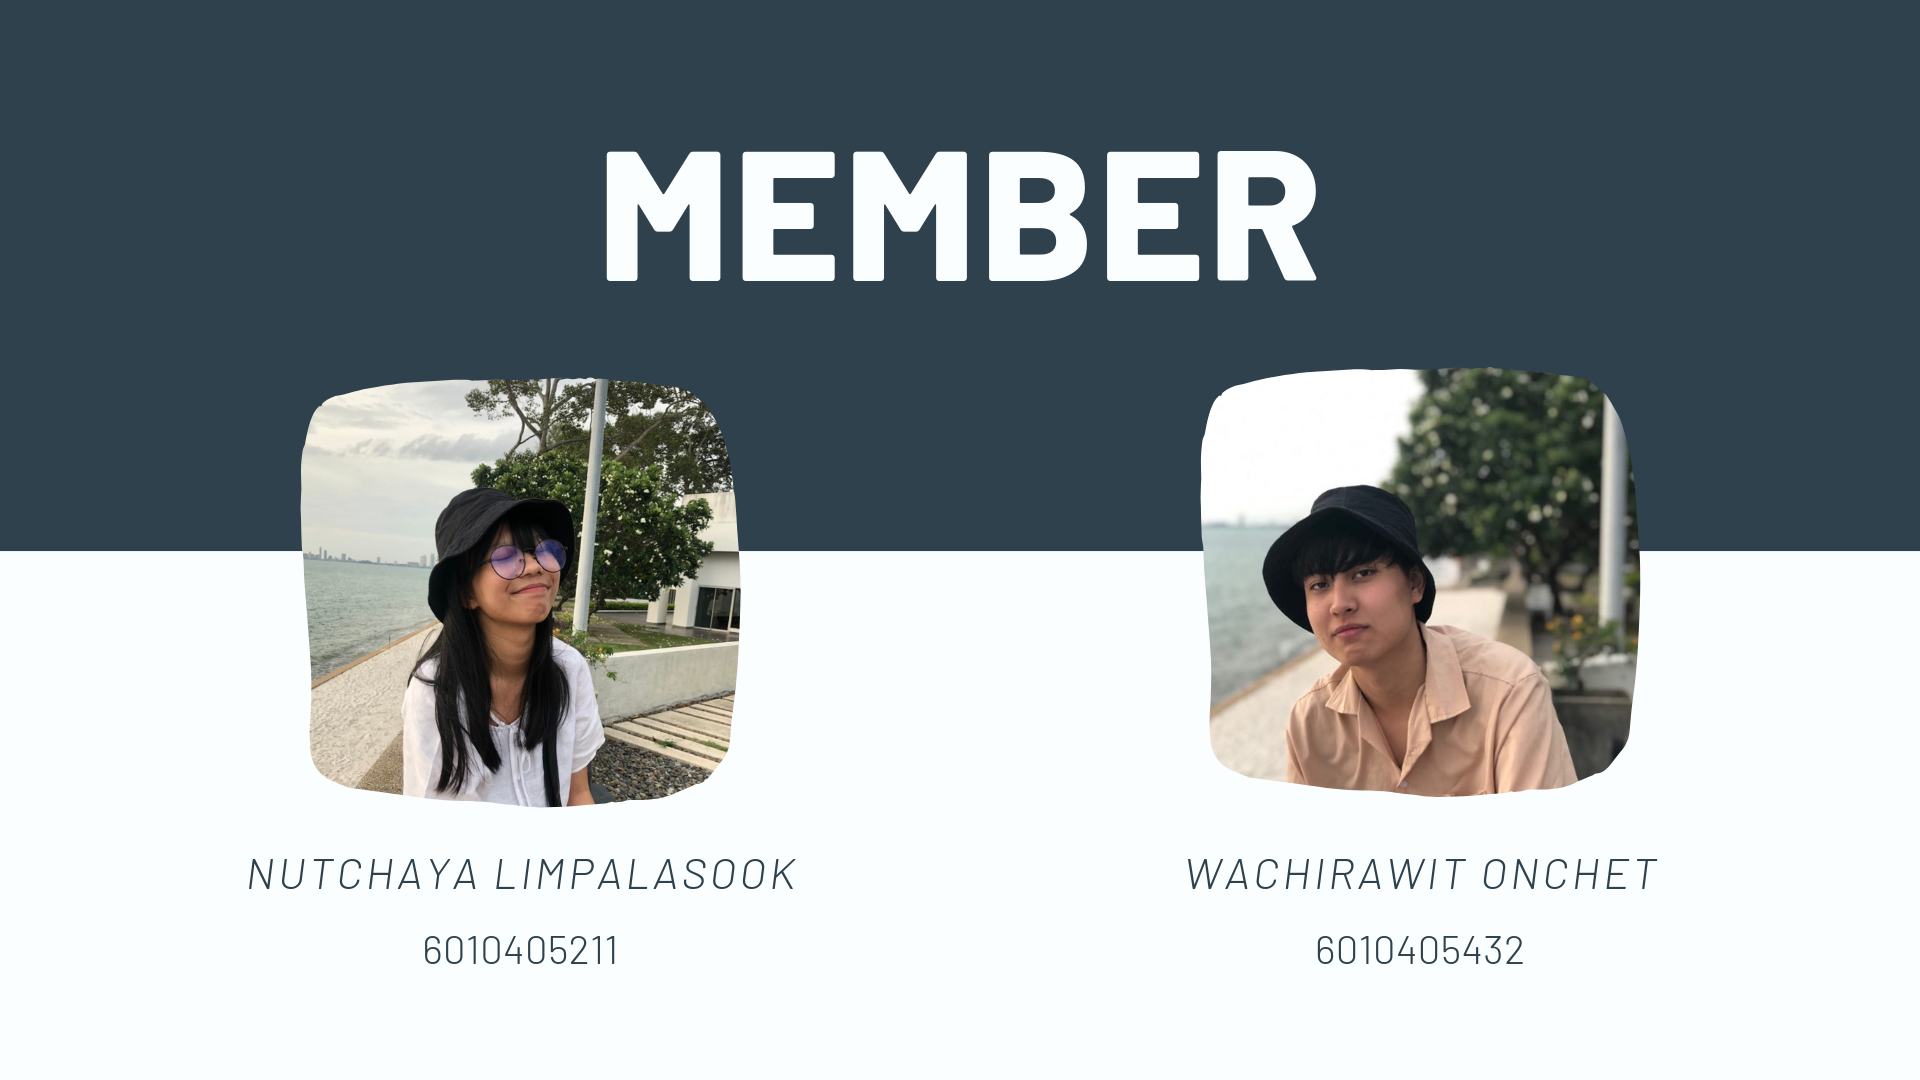 MEMBER
NUTCHAYA LIMPALASOOK
6010405211
WACHIRAWIT ONCHET
6010405432